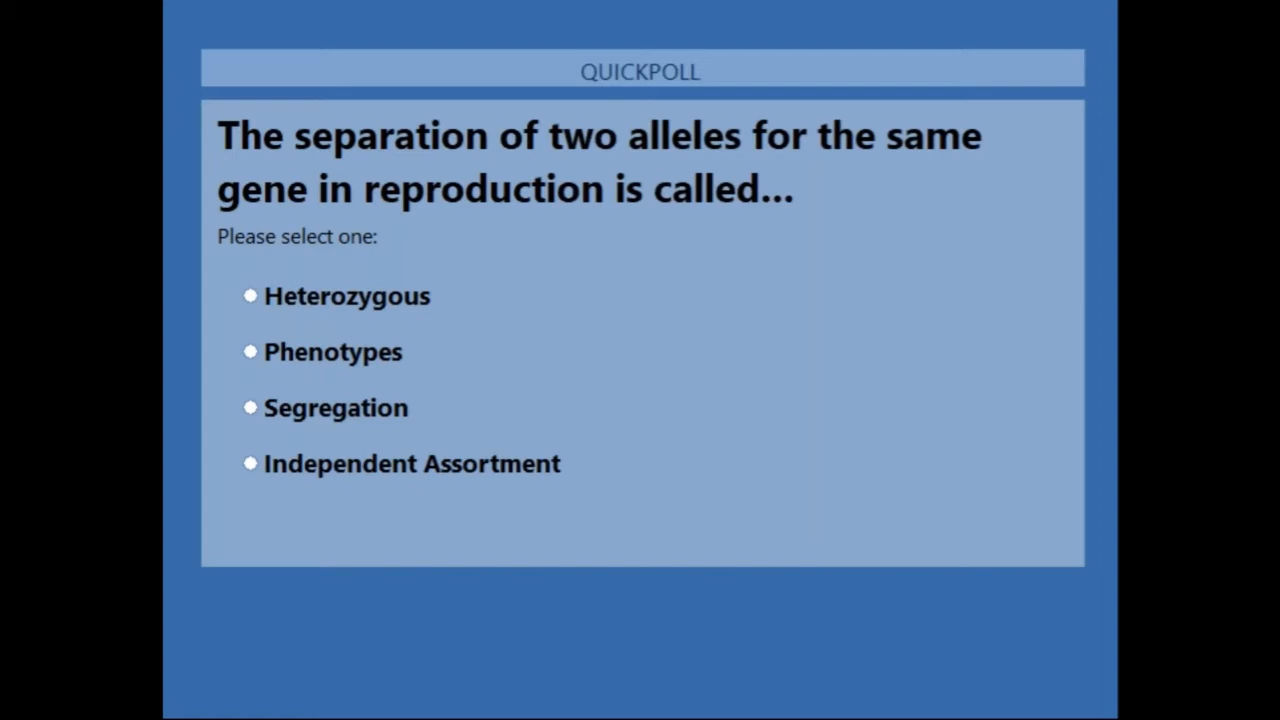 QUICKPOLL
The separation of two alleles for the same
gene in reproduction is called...
Please select one:
Heterozygous
Phenotypes
Segregation
Independent Assortment